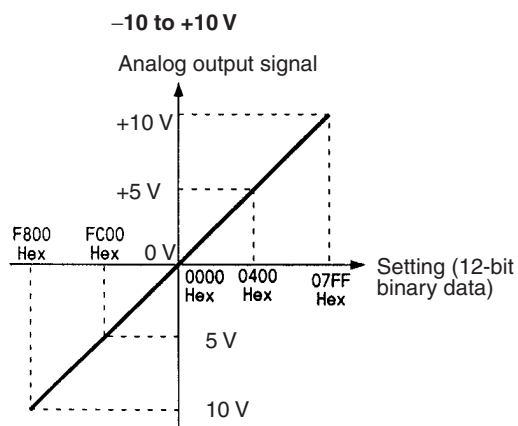 –10 to +10 V
Analog output signal
+10 V
+5 V
F800
Hex
FC00
Hex
0 V
0000
Hex
0400
Hex
07FF
Hex
Setting (12-bit
binary data)
5 V
10 V